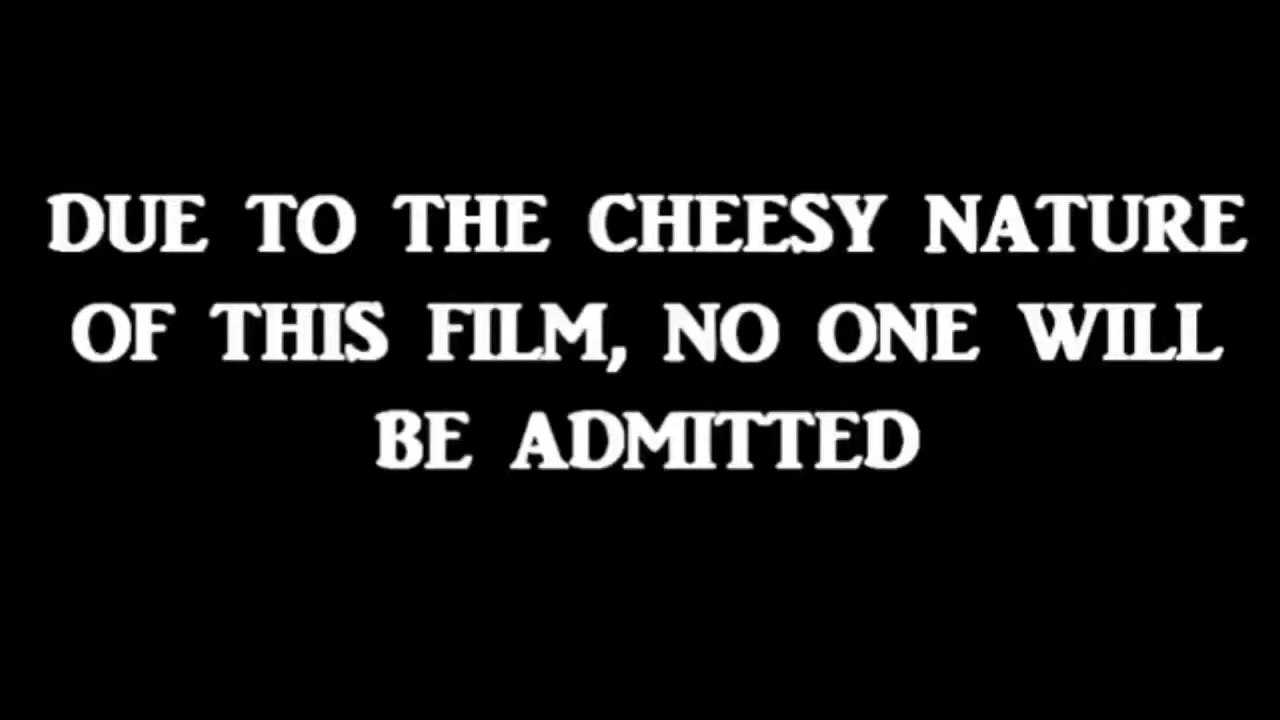 DUE TO THE CHEESY NATURE
OF THIS FILM, NO ONE WILL
BE ADMITTED